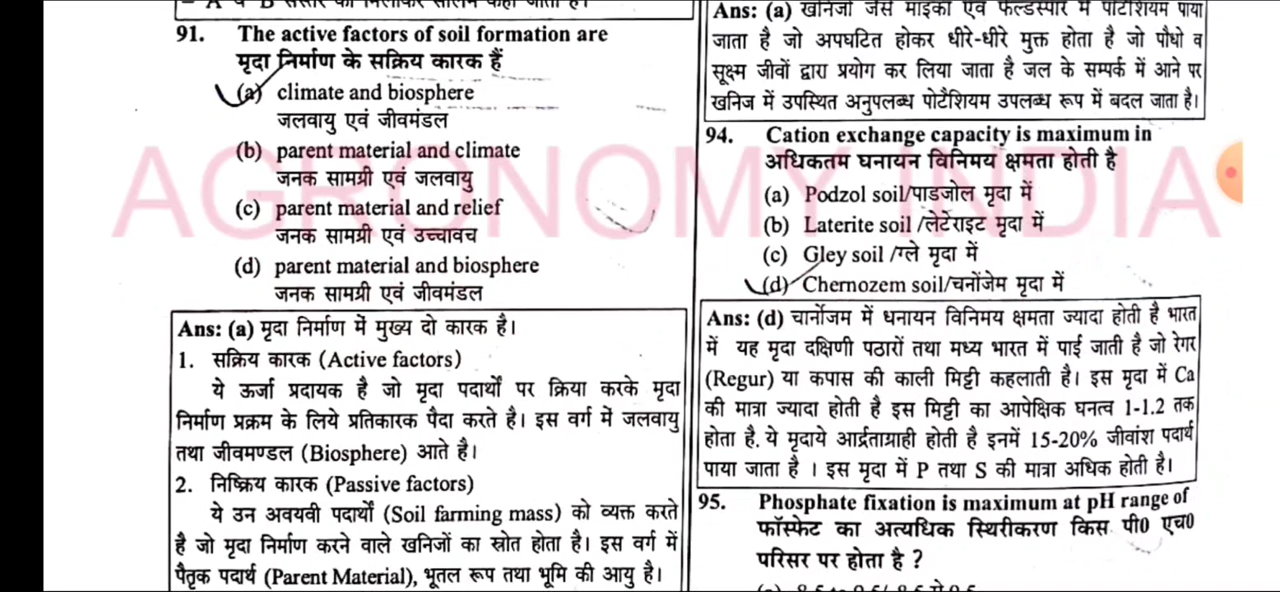 91. The active factors of soil formation are
मृदा निर्माण के सक्रिय कारक हैं
(a) climate and biosphere
जलवायु एवं जीवमंडल
(b) parent material and climate
जनक सामग्री एवं जलवायु
(c) parent material and relief
जनक सामग्री एवं उच्चावच
(d) parent material and biosphere
जनक सामग्री एवं जीवमंडल
Ans: (a) मृदा निर्माण में मुख्य दो कारक है।
1. सक्रिय कारक (Active factors)
ये ऊर्जा प्रदायक है जो मृदा पदार्थों पर क्रिया करके मृदा
निर्माण प्रक्रम के लिये प्रतिकारक पैदा करते है। इस वर्ग में जलवायु
तथा जीवमण्डल (Biosphere) आते है।
2. निष्क्रिय कारक (Passive factors)
ये उन अवयवी पदार्थों (Soil farming mass) को व्यक्त करते
है जो मृदा निर्माण करने वाले खनिजों का स्रोत होता है। इस वर्ग में
पैतृक पदार्थ (Parent Material), भूतल रूप तथा भूमि की आयु है।
Ans: (a) खनिजों जैसे माइका एवं फेल्डस्पार में पोटैशियम पाया
जाता है जो अपघटित होकर धीरे-धीरे मुक्त होता है जो पौधो व
सूक्ष्म जीवों द्वारा प्रयोग कर लिया जाता है जल के सम्पर्क में आने पर
खनिज में उपस्थित अनुपलब्ध पोटैशियम उपलब्ध रूप में बदल जाता है।
94. Cation exchange capacity is maximum in
अधिकतम घनायन विनिमय क्षमता होती है
(a) Podzol soil/पाडजोल मृदा में
(b) Laterite soil /लेटेराइट मृदा में
(c) Gley soil /ग्ले मृदा में
(d) Chernozem soil/चर्नोजेम मृदा में
Ans: (d) चार्नोजम में धनायन विनिमय क्षमता ज्यादा होती है भारत
में यह मृदा दक्षिणी पठारों तथा मध्य भारत में पाई जाती है जो रेगर
(Regur) या कपास की काली मिट्टी कहलाती है। इस मृदा में Ca
की मात्रा ज्यादा होती है इस मिट्टी का आपेक्षिक घनत्व 1-1.2 तक
होता है. ये मृदाये आर्द्रताग्राही होती है इनमें 15-20% जीवांश पदार्थ
पाया जाता है । इस मृदा में P तथा S की मात्रा अधिक होती है।
95. Phosphate fixation is maximum at pH range of
फॉस्फेट का अत्यधिक स्थिरीकरण किस पी0 एच0
परिसर पर होता है ?
AGRONOMY INDIA